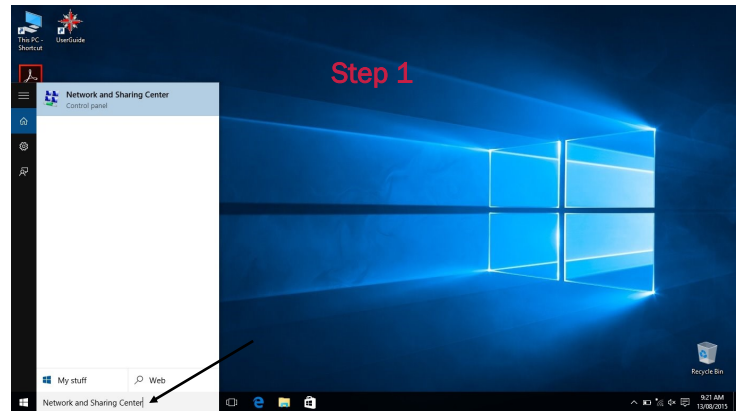 This PC -
Shortcut
UserGuide
Step 1
Network and Sharing Center
Control panel
My stuff
Web
Network and Sharing Center
Recycle Bin
9:21 AM
13/08/2015